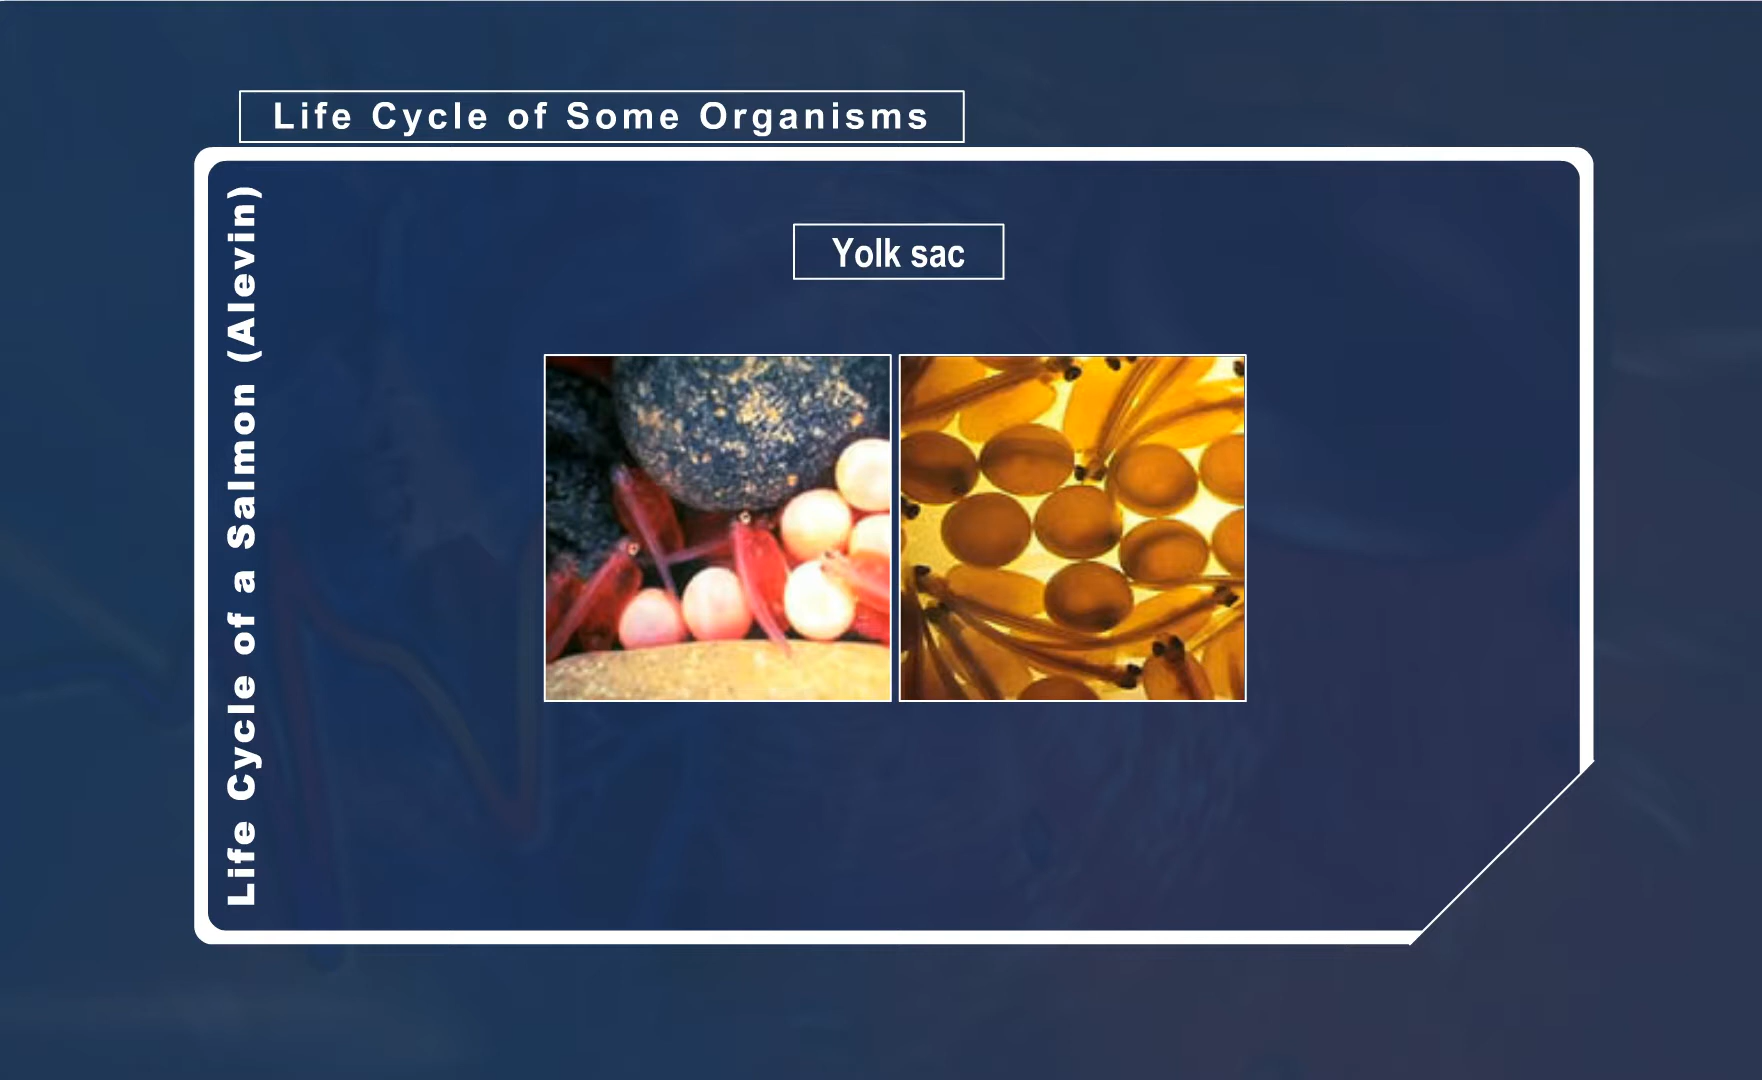 Life Cycle of Some Organisms
Life Cycle of a Salmon (Alevin)
Yolk sac